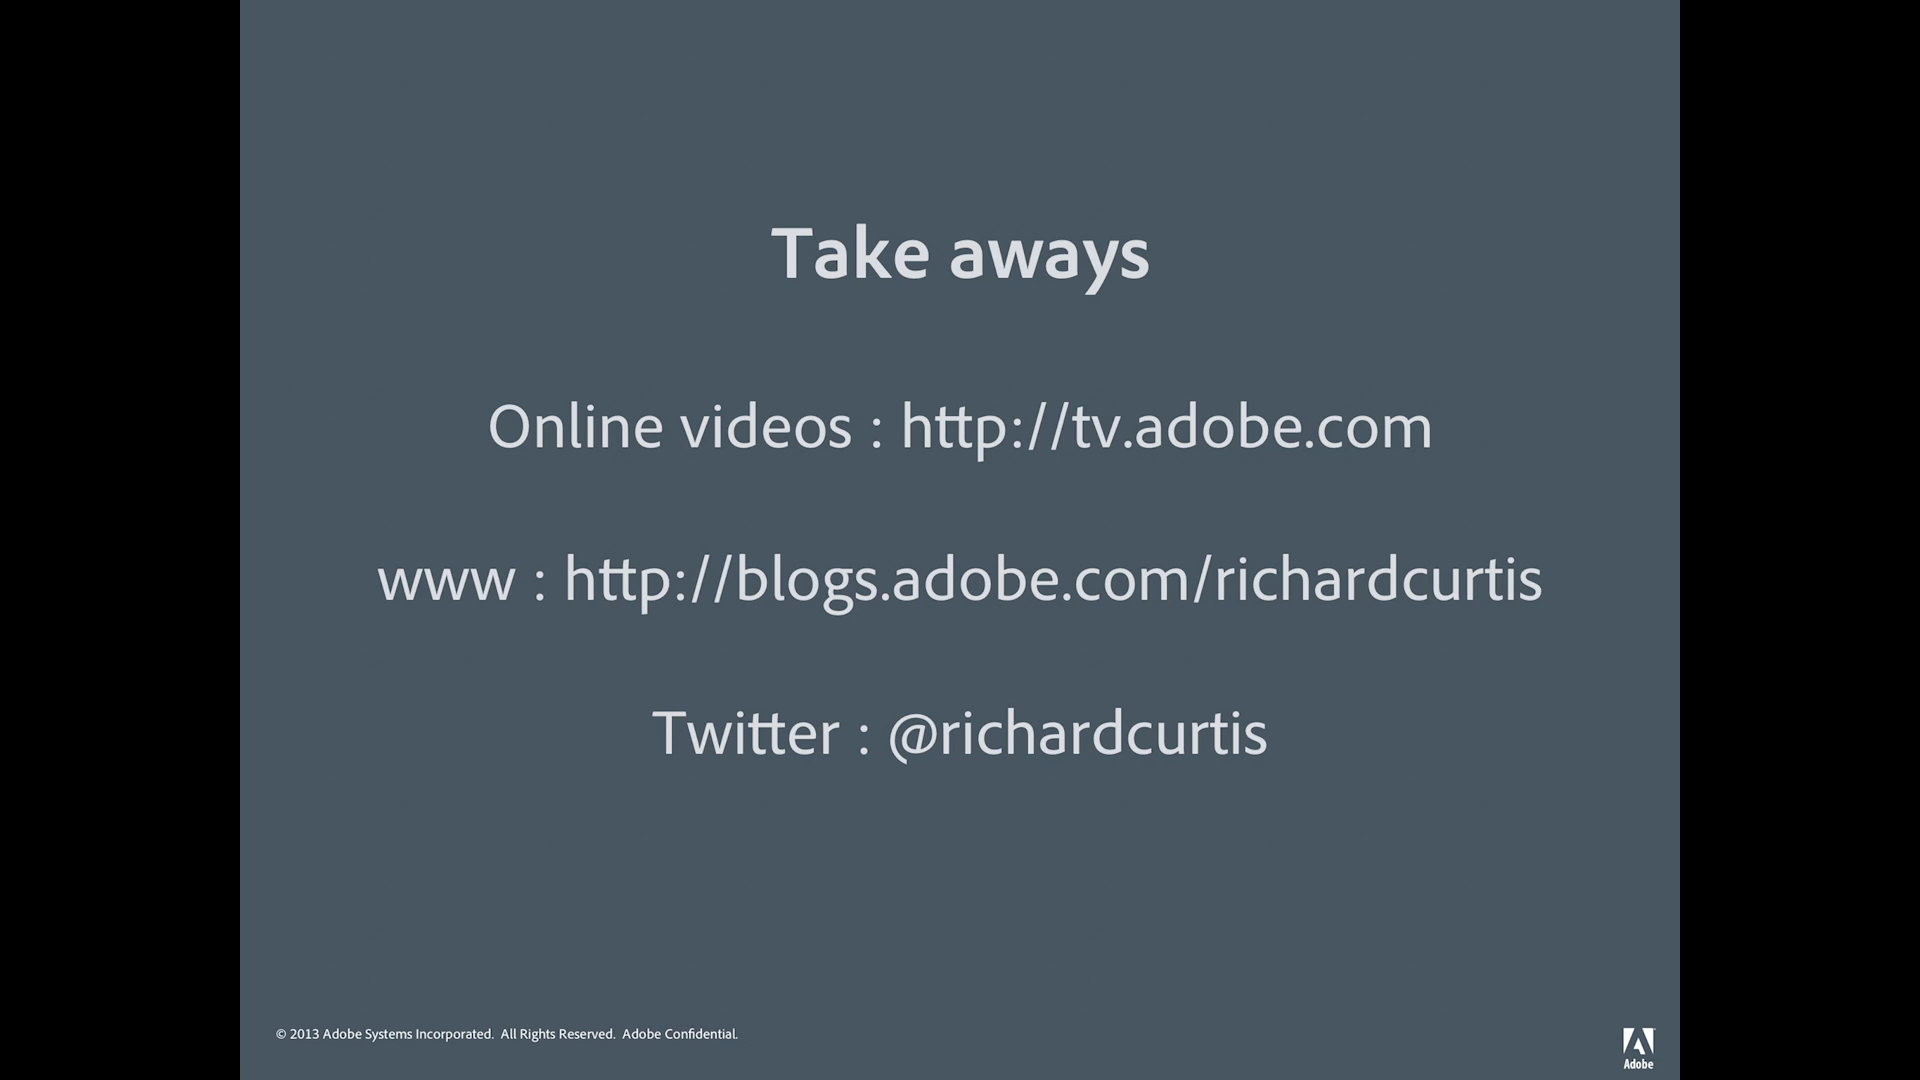 Take aways
Online videos : http://tv.adobe.com
www : http://blogs.adobe.com/richardcurtis
Twitter : @richardcurtis
© 2013 Adobe Systems Incorporated. All Rights Reserved. Adobe Confidential.
Adobe